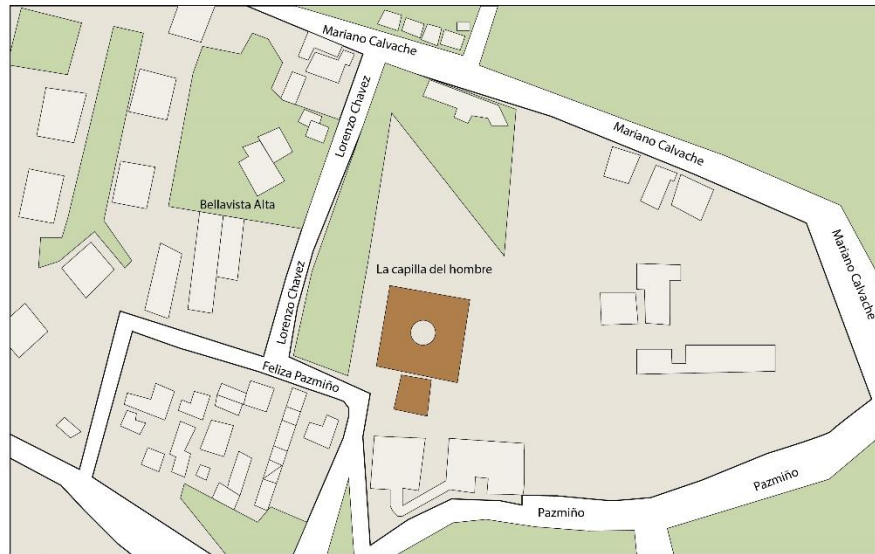 Mariano Calvache
Lorenzo Chavez
Mariano Calvache
Bellavista Alta
Mariano Calvache
La capilla del hombre
Lorenzo Chavez
Feliza Pazmiño
Pazmiño
Pazmiño